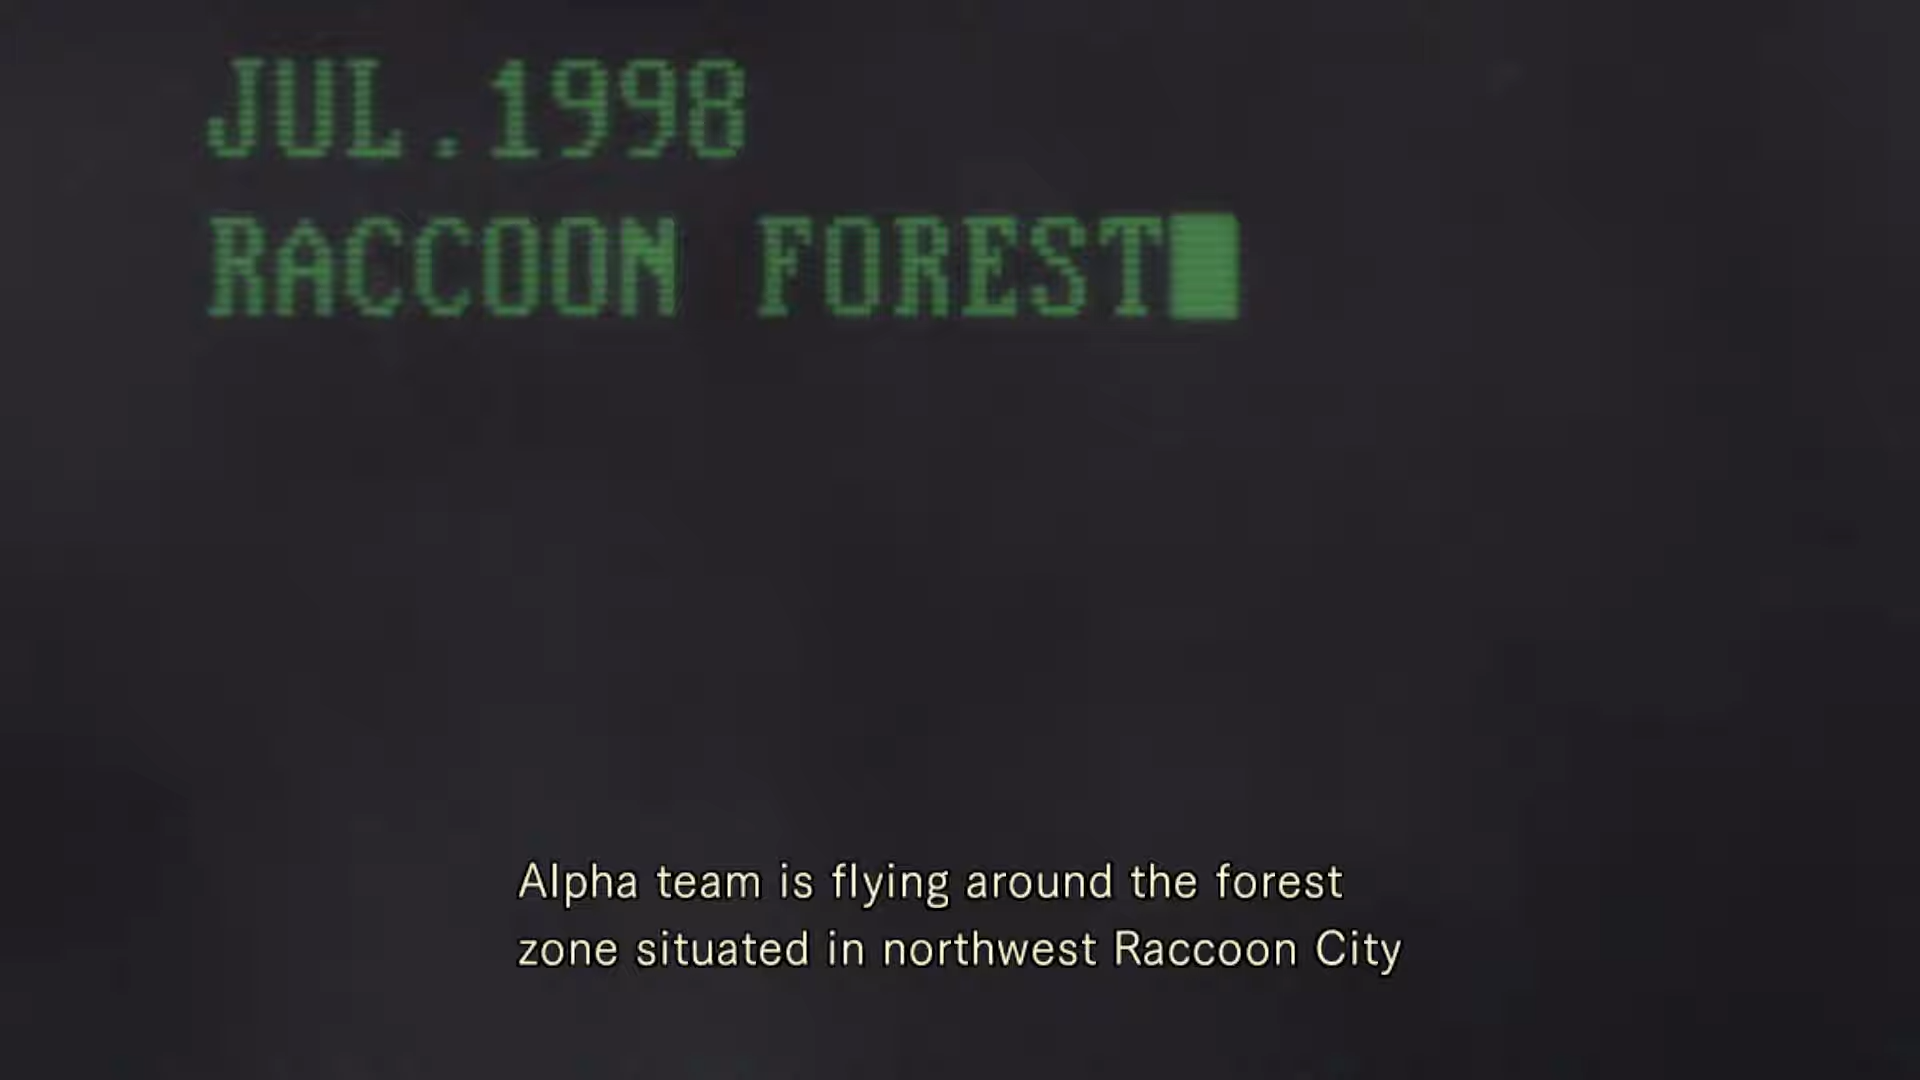 JUL.1998
RACCOON FOREST
Alpha team is flying around the forest
zone situated in northwest Raccoon City